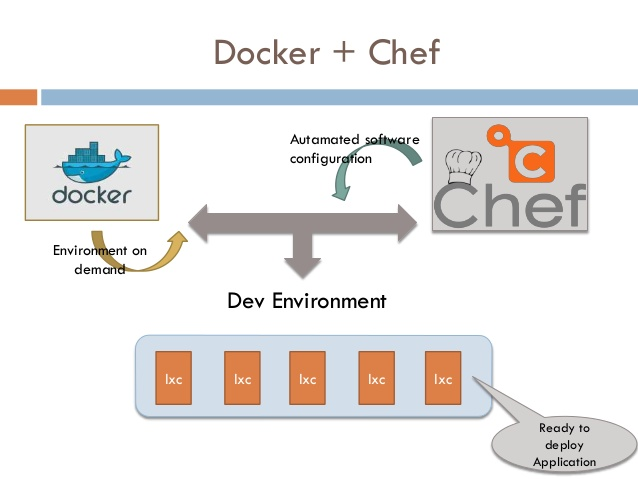 Docker + Chef
docker
Autamated software
configuration
C
Chef
Environment on
demand
Dev Environment
lxc
lxc
lxc
lxc
lxc
Ready to
deploy
Application